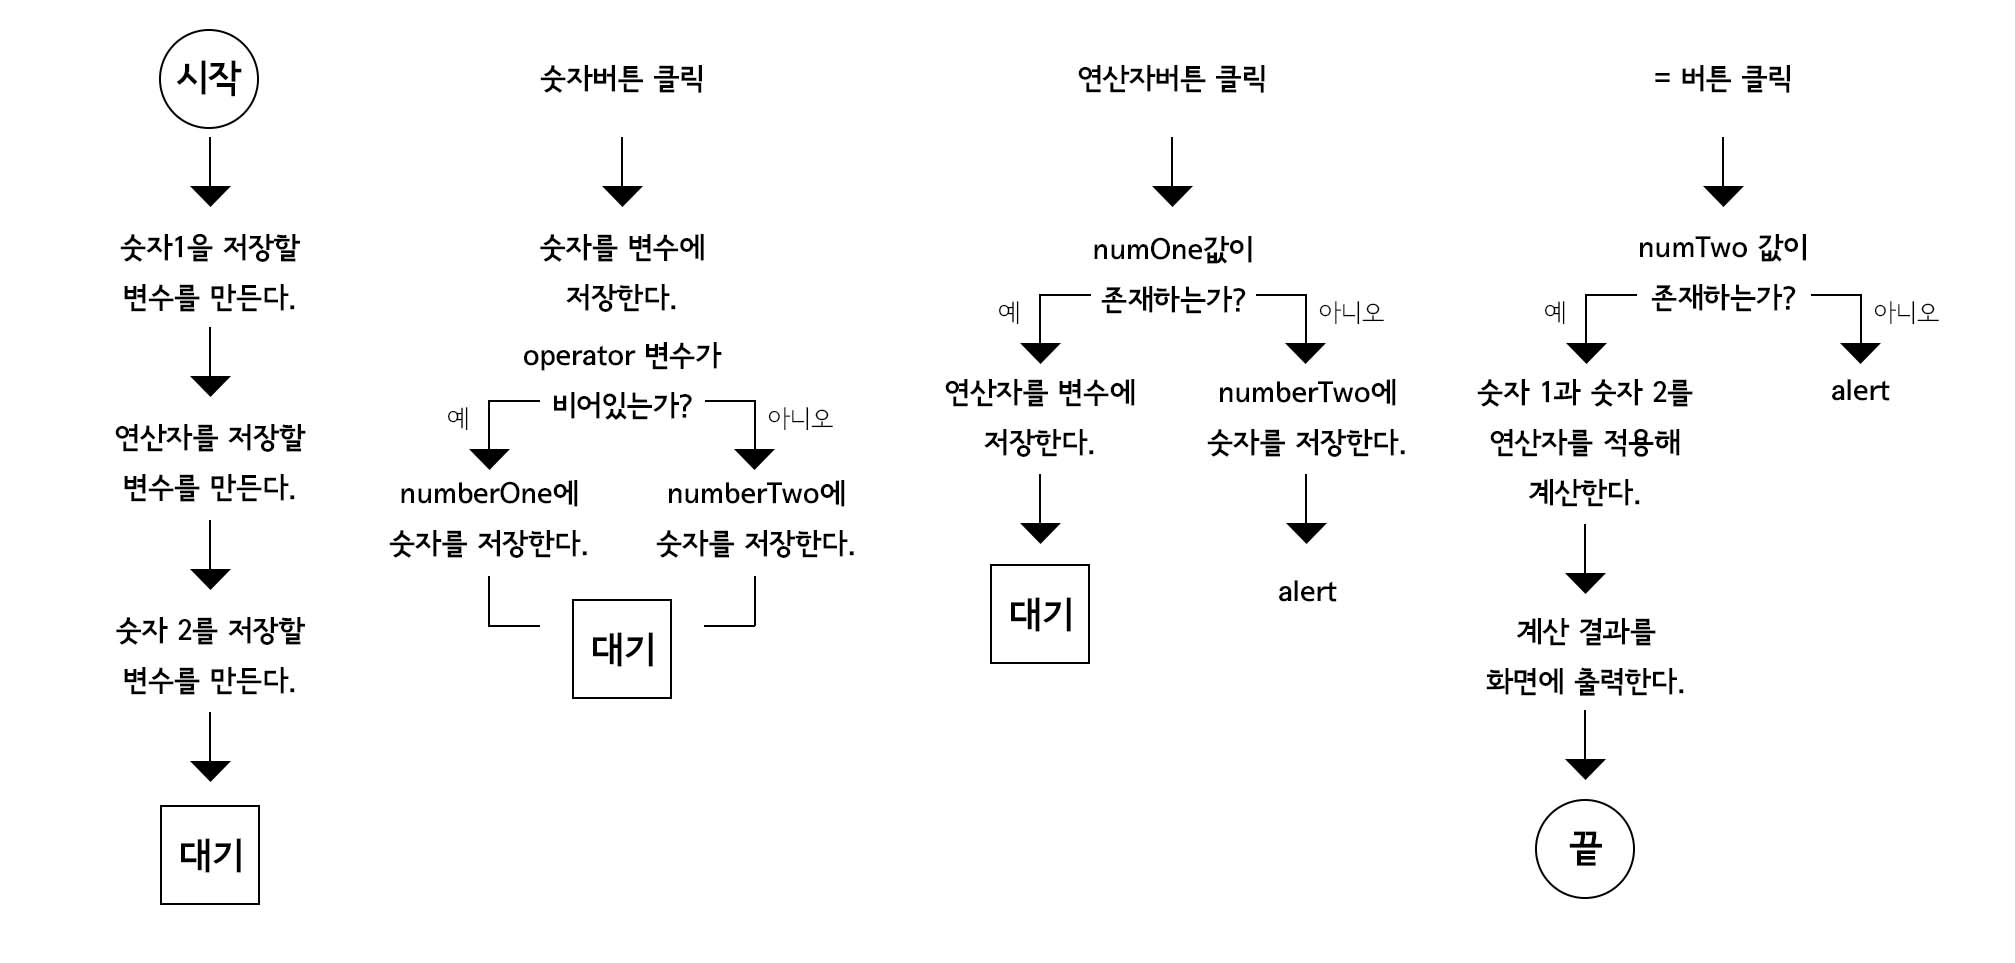 시작
숫자1을 저장할
변수를 만든다.
연산자를 저장할
변수를 만든다.
숫자 2를 저장할
변수를 만든다.
대기
숫자버튼 클릭
숫자를 변수에
저장한다.
operator 변수가
비어있는가?
예
아니오
numberOne에
숫자를 저장한다.
numberTwo에
숫자를 저장한다.
대기
연산자버튼 클릭
numOne값이
존재하는가?
예
아니오
연산자를 변수에
저장한다.
대기
numberTwo에
숫자를 저장한다.
alert
= 버튼 클릭
numTwo 값이
존재하는가?
예
아니오
숫자 1과 숫자 2를
연산자를 적용해
계산한다.
계산 결과를
화면에 출력한다.
끝
alert